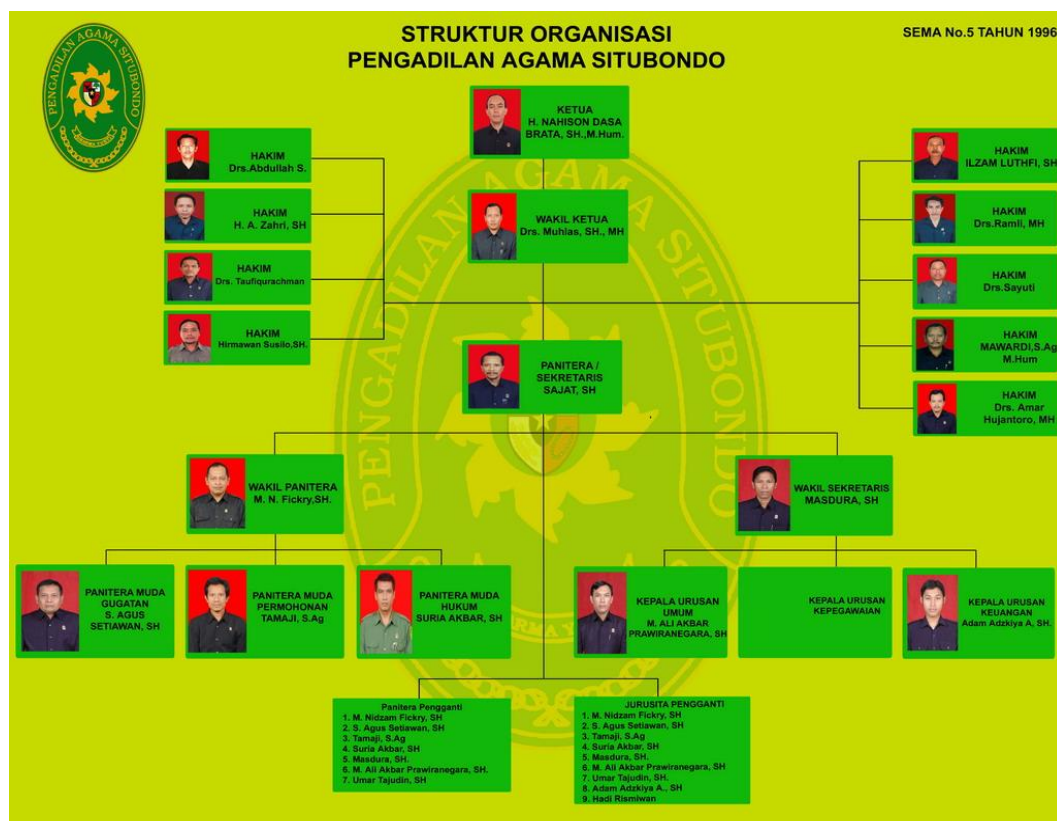 STRUKTUR ORGANISASI
PENGADILAN AGAMA SITUBONDO
SEMA No.5 TAHUN 1996
PENGADILAN AGAMA SITUBONDO
KETUA
H. NAHISON DASA
BRATA, SH.,M.Hum.
HAKIM
Drs.Abdullah S.
HAKIM
H. A. Zahri, SH
HAKIM
Drs. Taufiqurachman
HAKIM
Hirmawan Susilo,SH.
WAKIL KETUA
Drs. Muhlas, SH., MH
HAKIM
ILZAM LUTHFI, SH
HAKIM
Drs.Ramli, MH
HAKIM
Drs.Sayuti
HAKIM
MAWARDI,S.Ag
M.Hum
HAKIM
Drs. Amar
Hujantoro, MH
PANITERA /
SEKRETARIS
SAJAT, SH
PENGADILAN AGAMA SITUBONDO
WAKIL PANITERA
M. N. Fickry,SH.
WAKIL SEKRETARIS
MASDURA, SH
PANITERA MUDA
GUGATAN
S. AGUS
SETIAWAN, SH
PANITERA MUDA
PERMOHONAN
TAMAJI, S.Ag
PANITERA MUDA
HUKUM
SURIA AKBAR, SH
KEPALA URUSAN
UMUM
M. ALI AKBAR
PRAWIRANEGARA, SH
KEPALA URUSAN
KEPEGAWAIAN
KEPALA URUSAN
KEUANGAN
Adam Adzkiya A, SH.
Panitera Pengganti
1. M. Nidzam Fickry, SH
2. S. Agus Setiawan, SH
3. Tamaji, S.Ag
4. Suria Akbar, SH
5. Masdura, SH.
6. M. Ali Akbar Prawiranegara, SH.
7. Umar Tajudin, SH
JURUSITA PENGGANTI
1. M. Nidzam Fickry, SH
2. S. Agus Setiawan, SH
3. Tamaji, S.Ag
4. Suria Akbar, SH
5. Masdura, SH.
6. M. Ali Akbar Prawiranegara, SH
7. Umar Tajudin, SH.
8. Adam Adzkiya A., SH
9. Hadi Rismiwan